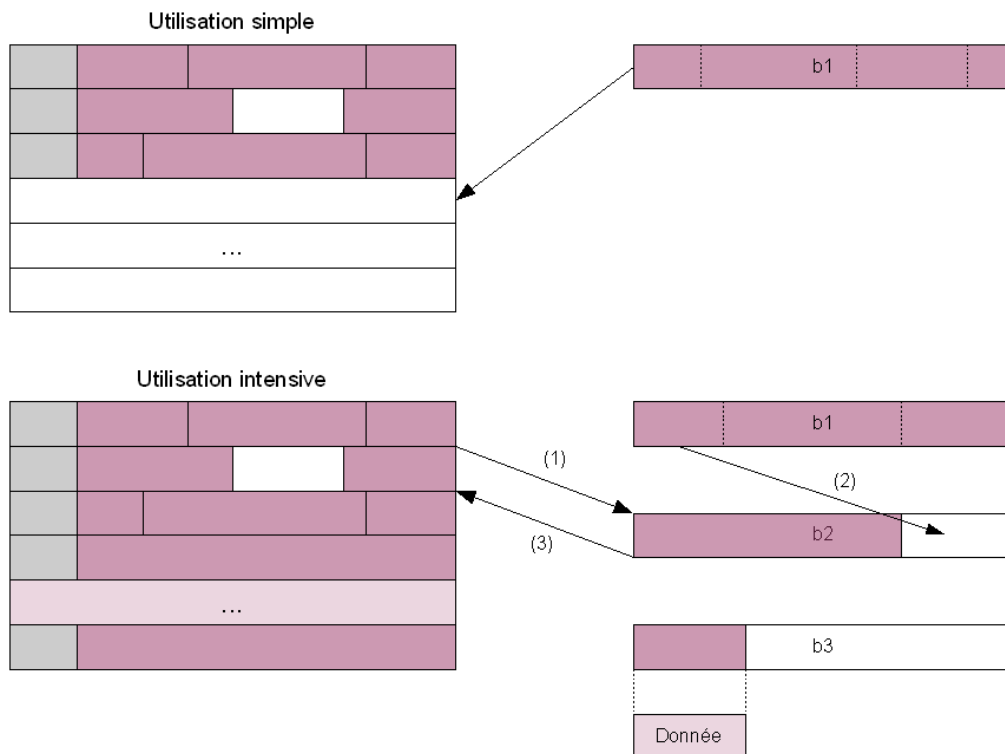 Utilisation simple
b1
...
Utilisation intensive
b1
(1)
(2)
b2
(3)
...
b3
Donnée